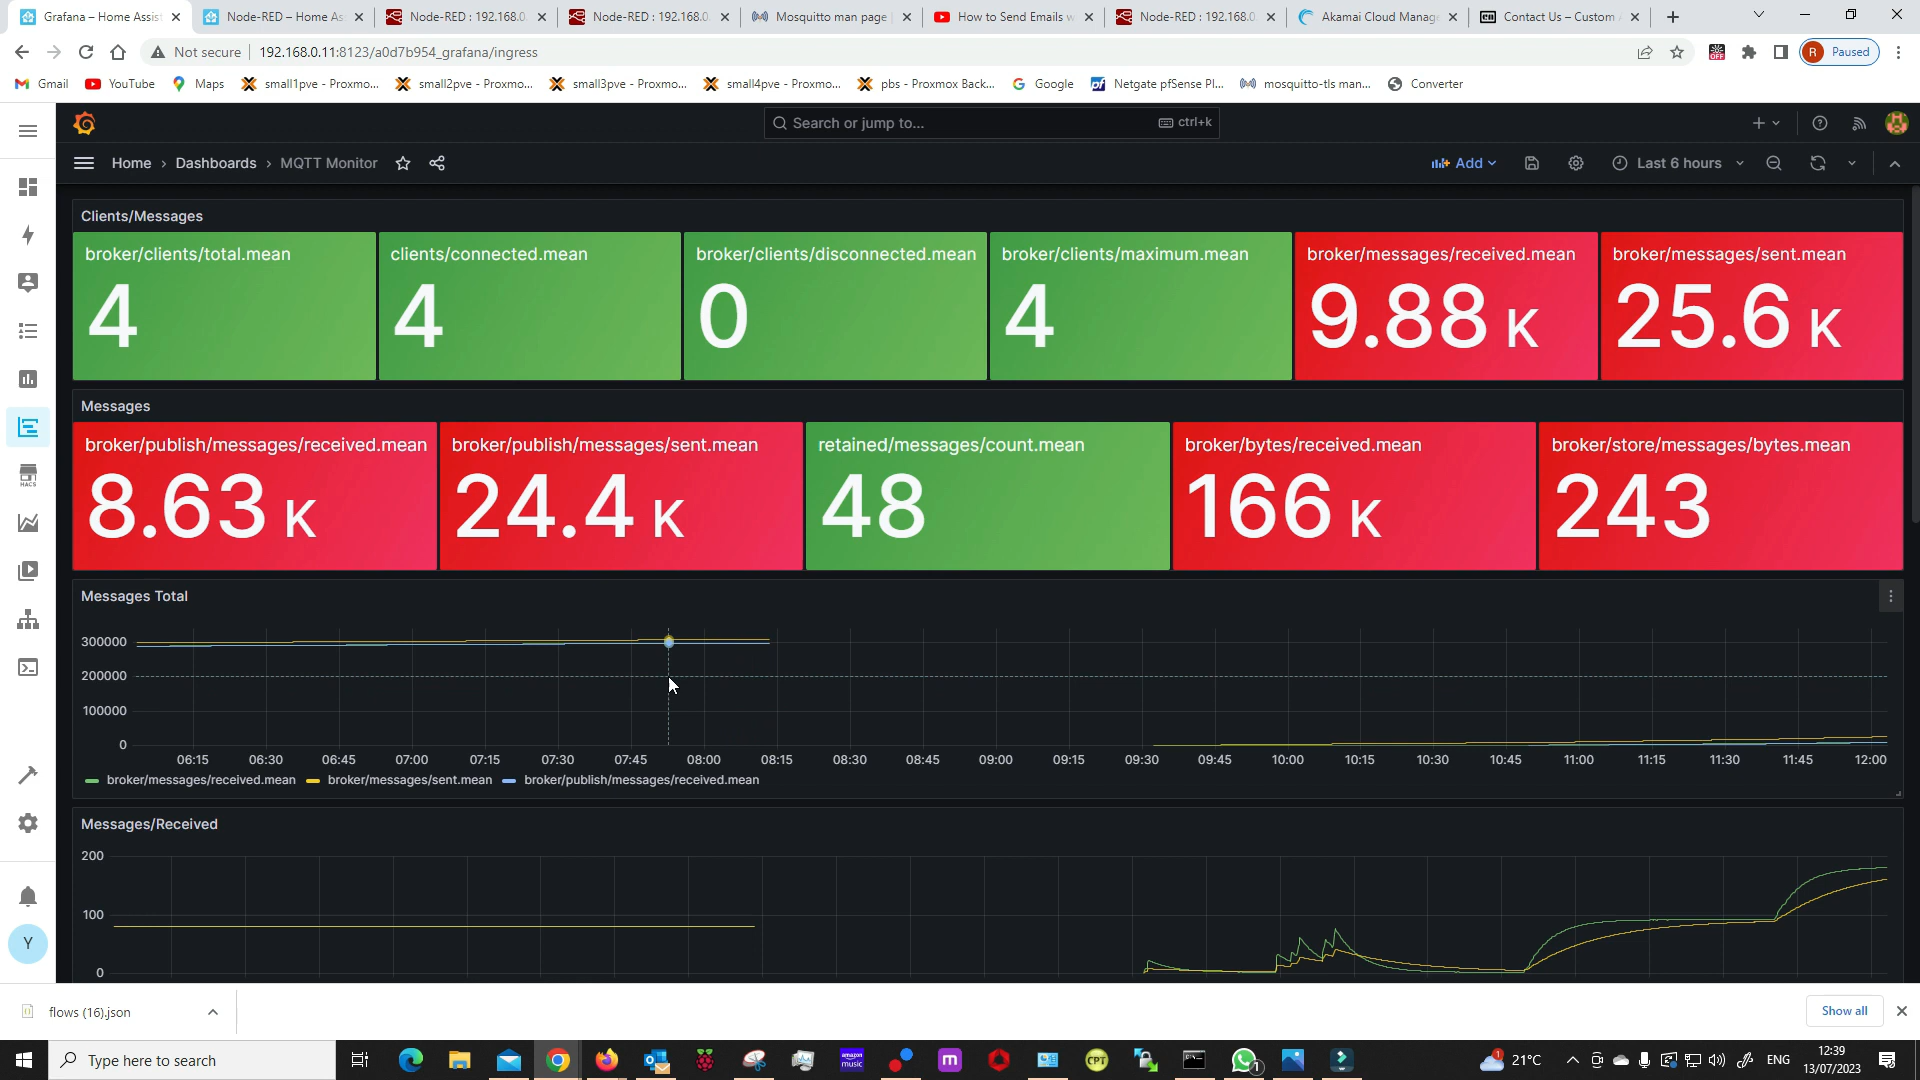 Grafana – Home Assist
Node-RED – Home As
Node-RED : 192.168.0.
Node-RED : 192.168.0.
Mosquitto man page |
How to Send Emails w
Node-RED : 192.168.0.
Akamai Cloud Manag
Contact Us – Custom
Not secure
192.168.0.11:8123/a0d7b954_grafana/ingress
OFF
R
Paused
Gmail
YouTube
Maps
small1pve - Proxmo...
small2pve - Proxmo...
small3pve - Proxmo...
small4pve - Proxmo...
pbs - Proxmox Back...
Google
Netgate pfSense Pl...
mosquitto-tls man...
Converter
Search or jump to...
ctrl+k
Home › Dashboards › MQTT Monitor
Add
Last 6 hours
Clients/Messages
broker/clients/total.mean
4
clients/connected.mean
4
broker/clients/disconnected.mean
0
broker/clients/maximum.mean
4
broker/messages/received.mean
9.88 K
broker/messages/sent.mean
25.6 K
Messages
broker/publish/messages/received.mean
8.63 K
broker/publish/messages/sent.mean
24.4 K
retained/messages/count.mean
48
broker/bytes/received.mean
166 K
broker/store/messages/bytes.mean
243
HACS
Messages Total
300000
200000
100000
0
06:15 06:30 06:45 07:00 07:15 07:30 07:45 08:00 08:15 08:30 08:45 09:00 09:15 09:30 09:45 10:00 10:15 10:30 10:45 11:00 11:15 11:30 11:45 12:00
broker/messages/received.mean broker/messages/sent.mean broker/publish/messages/received.mean
Messages/Received
200
100
0
Y
flows (16).json
Show all
Type here to search
amazon music
m
CPT
1
1
21°C
ENG
12:39
13/07/2023